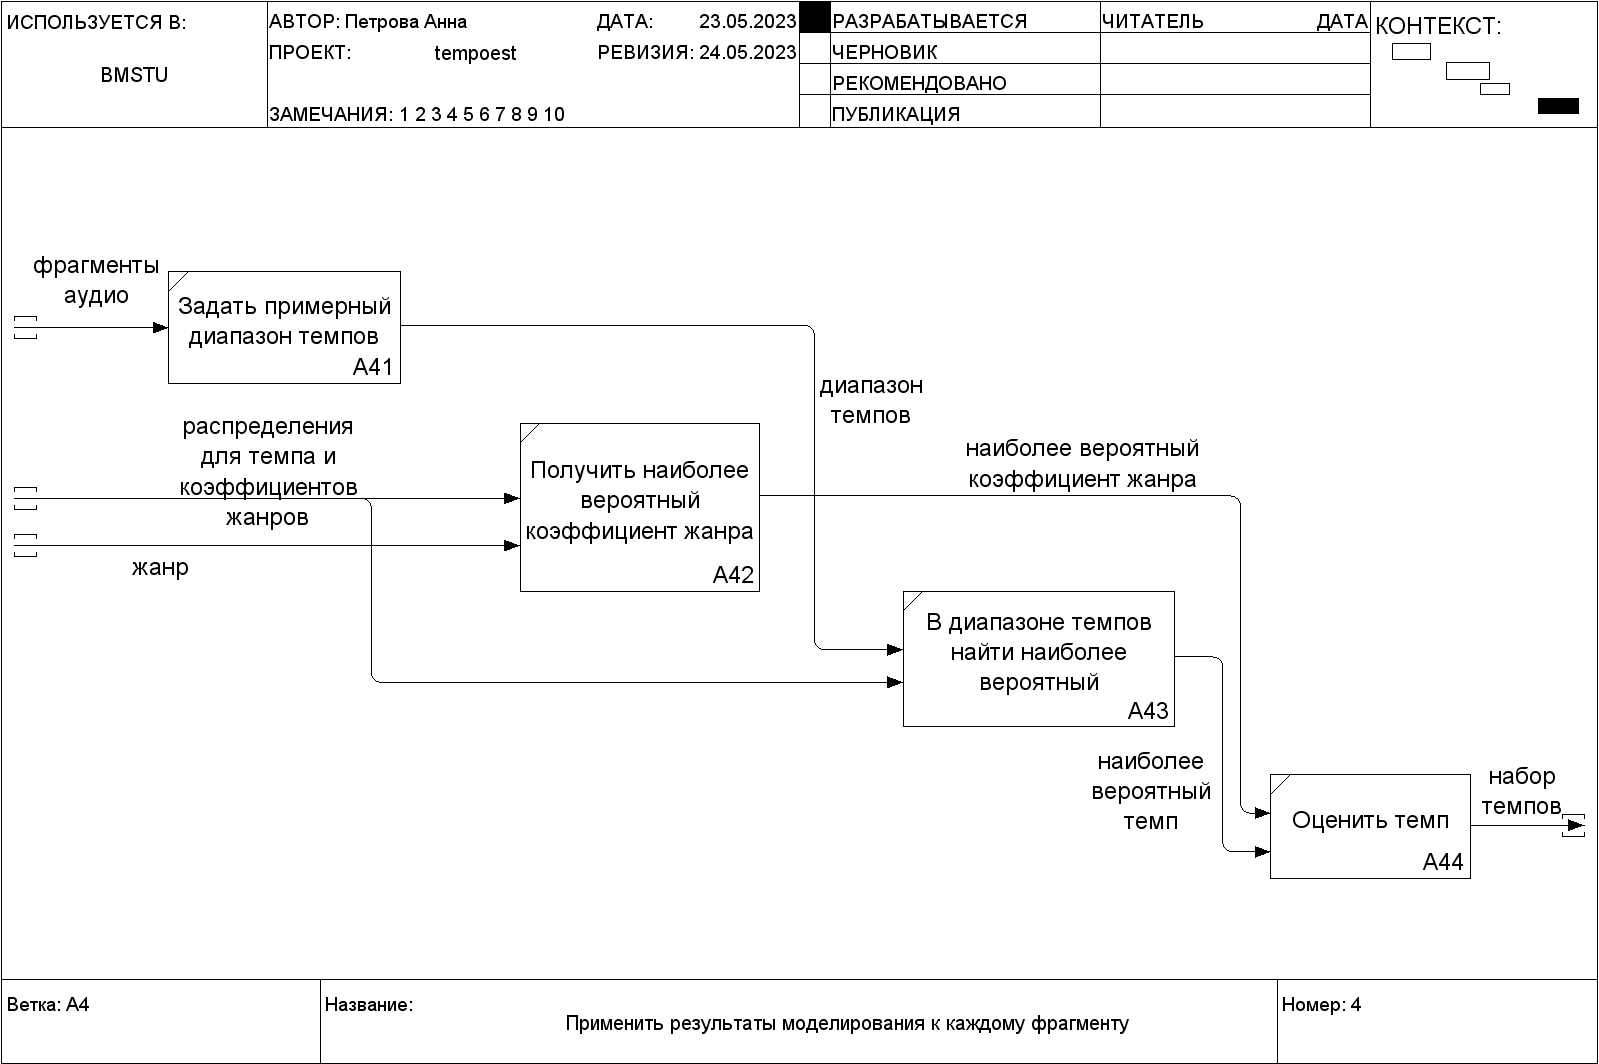 ИСПОЛЬЗУЕТСЯ В:
BMSTU
АВТОР: Петрова Анна
ДАТА: 23.05.2023
ПРОЕКТ: tempoest
РЕВИЗИЯ: 24.05.2023
ЗАМЕЧАНИЯ: 1 2 3 4 5 6 7 8 9 10
РАЗРАБАТЫВАЕТСЯ
ЧЕРНОВИК
РЕКОМЕНДОВАНО
ПУБЛИКАЦИЯ
ЧИТАТЕЛЬ
ДАТА
КОНТЕКСТ:
фрагменты
аудио
Задать примерный
диапазон темпов
A41
диапазон
темпов
распределения
для темпа и
коэффициентов
жанров
жанр
Получить наиболее
вероятный
коэффициент жанра
A42
наиболее вероятный
коэффициент жанра
В диапазоне темпов
найти наиболее
вероятный
A43
наиболее
вероятный
темп
Оценить темп
A44
набор
темпов
Ветка: A4
Название:
Применить результаты моделирования к каждому фрагменту
Номер: 4